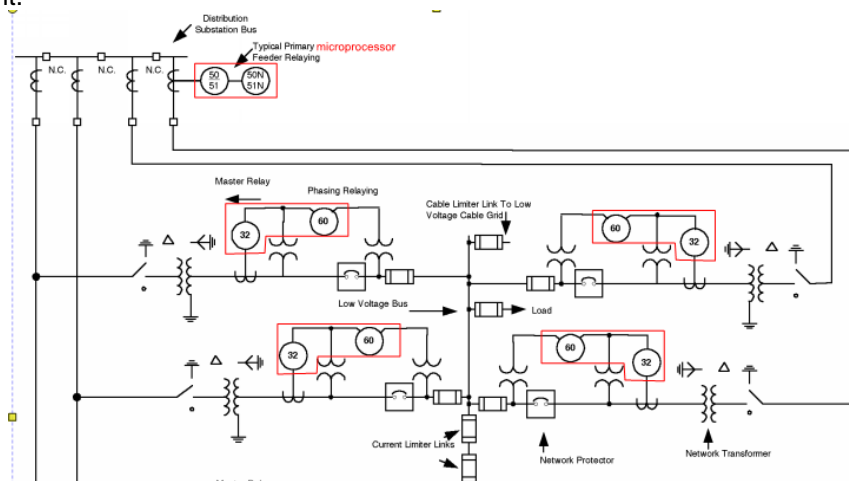 it.
Distribution
Substation Bus
Typical Primary microprocessor
Feeder Relaying
N.C.
N.C.
N.C.
50
51
50N
51N
Master Relay
Phasing Relaying
Cable Limiter Link To Low
Voltage Cable Grid
60
32
60
32
Low Voltage Bus
Load
60
32
60
32
Current Limiter Links
Network Protector
Network Transformer